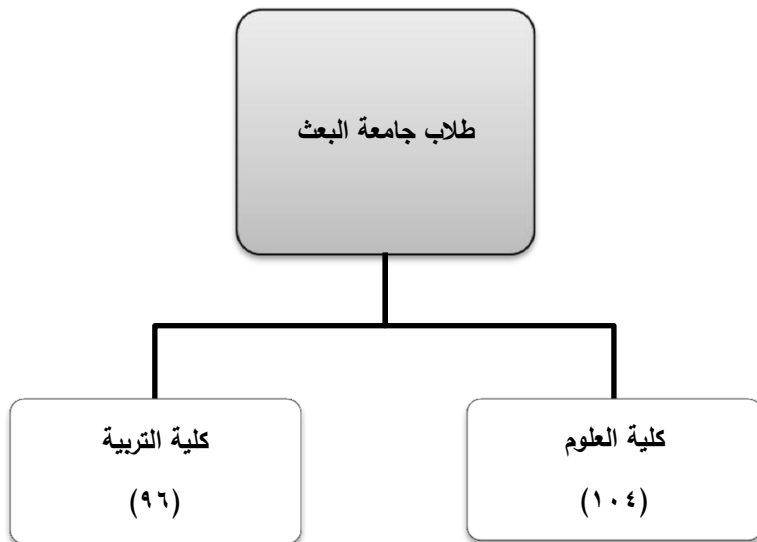 طلاب جامعة البعث
كلية العلوم
(١٠٤)
كلية التربية
(٩٦)